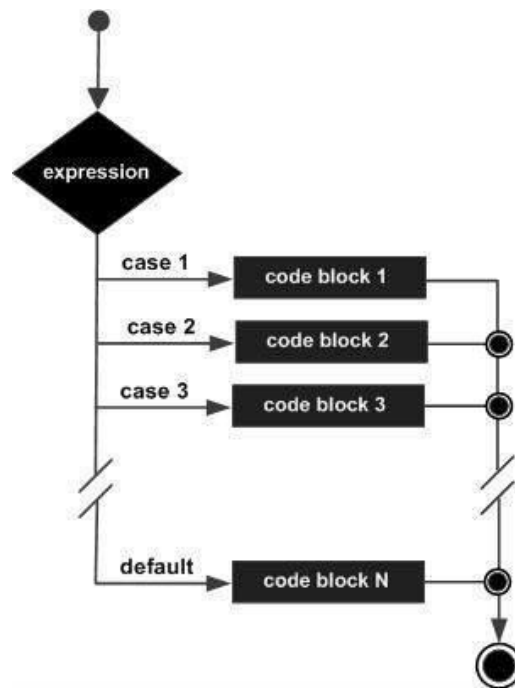 expression
case 1
code block 1
case 2
code block 2
case 3
code block 3
default
code block N